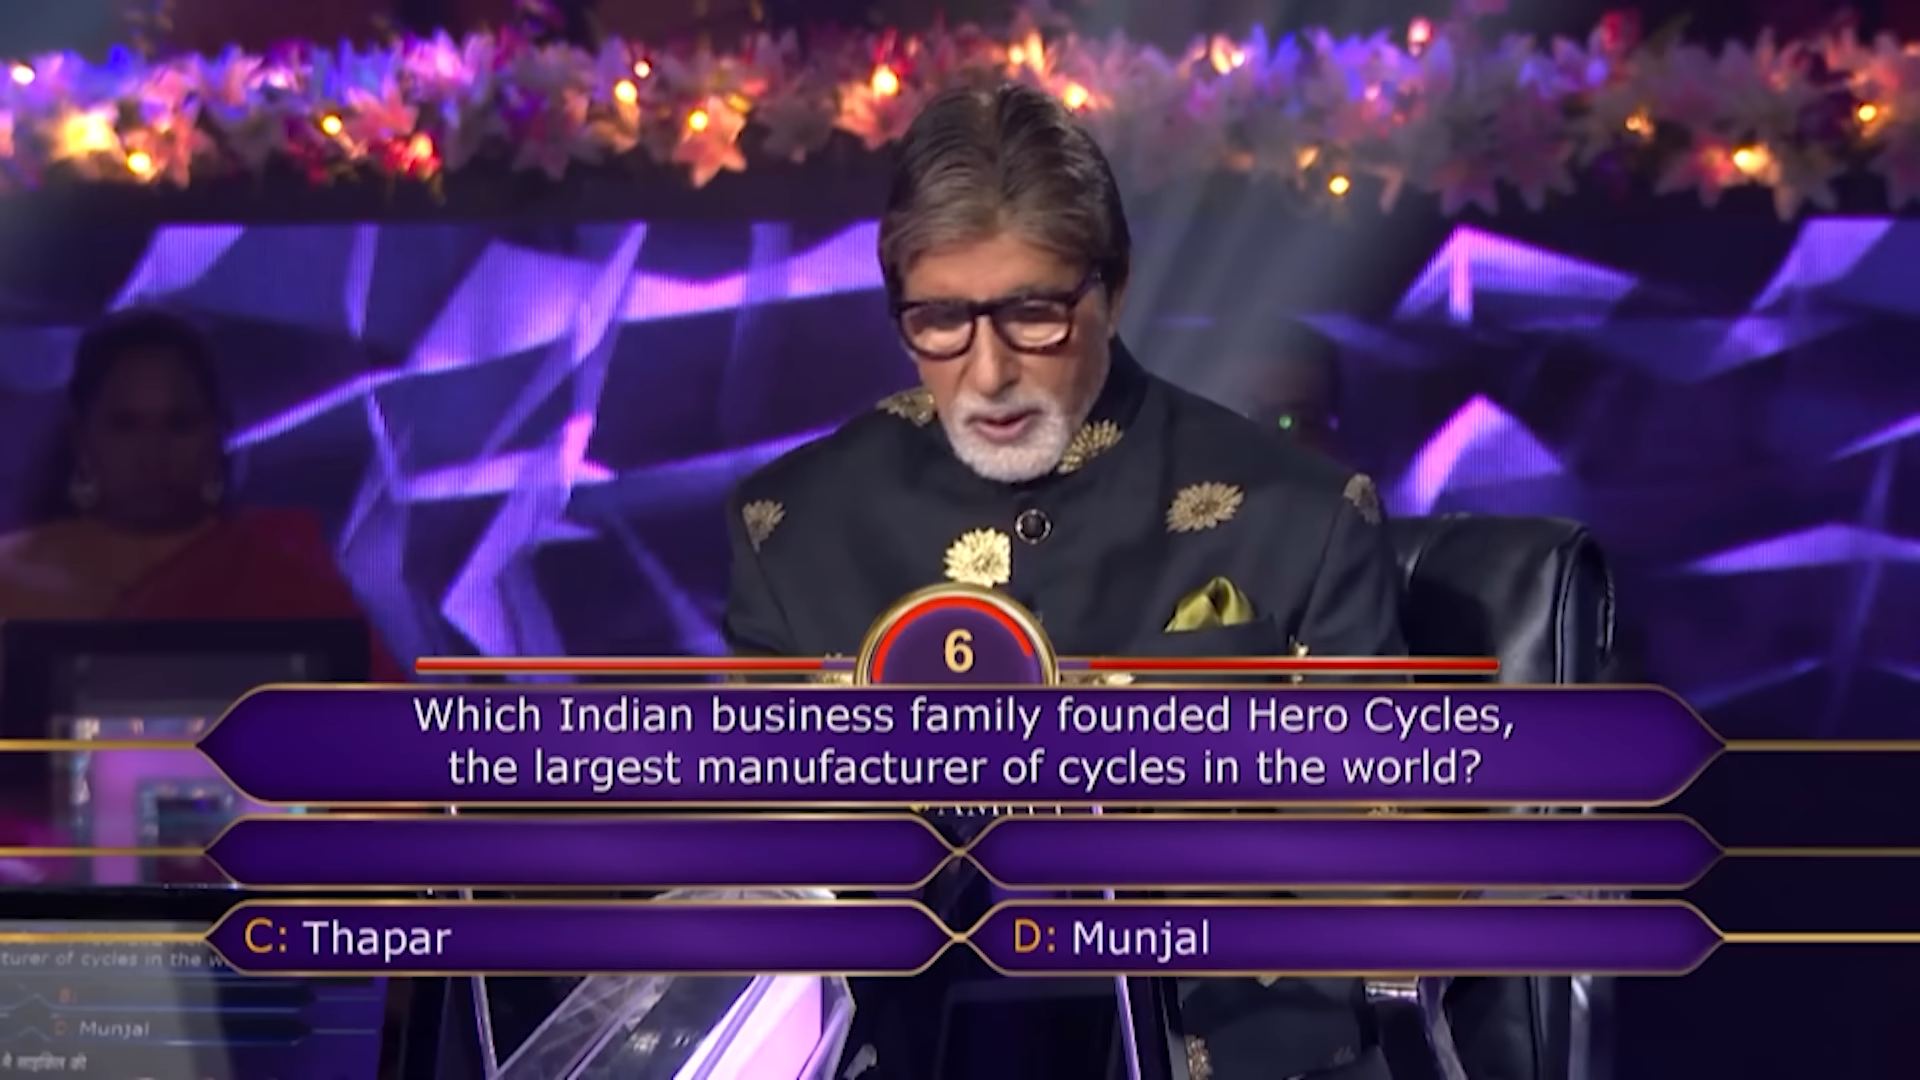 6
Which Indian business family founded Hero Cycles,
the largest manufacturer of cycles in the world?
C: Thapar
D: Munjal
turer of cycles in the w
B:
D: Munjal